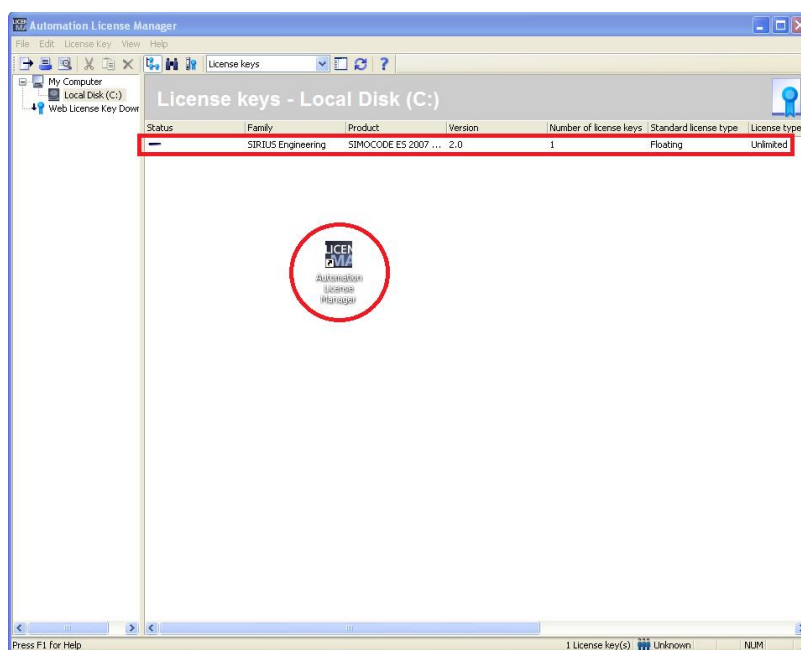 Automation License Manager
File Edit License Key View Help
License keys
My Computer
Local Disk (C:)
Web License Key Down
License keys - Local Disk (C:)
Status Family Product Version Number of license keys Standard license type License type
SIRIUS Engineering SIMOCODE ES 2007 ... 2.0 1 Floating Unlimited
LICEN
MA
Automation
License
Manager
Press F1 for Help 1 License key(s) Unknown NUM